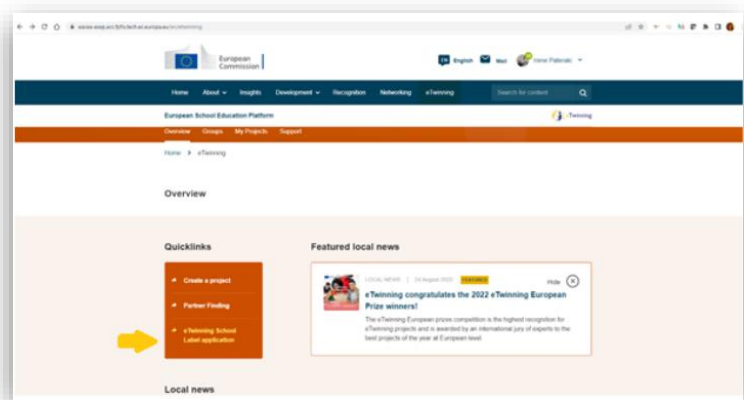 European
Commission
EN English Mail
Home About Insights Development Recognition Networking eTwinning Search for content
European School Education Platform eTwinning
Overview Groups My Projects Support
Home > eTwinning
Overview
Quicklinks Featured local news
Create a project
Partner Finding
eTwinning School
Label application
LOCAL NEWS | 24 August 2022 FEATURED Hide
eTwinning congratulates the 2022 eTwinning European
Prize winners!
The eTwinning European prizes competition is the highest recognition for
eTwinning projects and is awarded by an international jury of experts to the
best projects of the year at European level
Local news